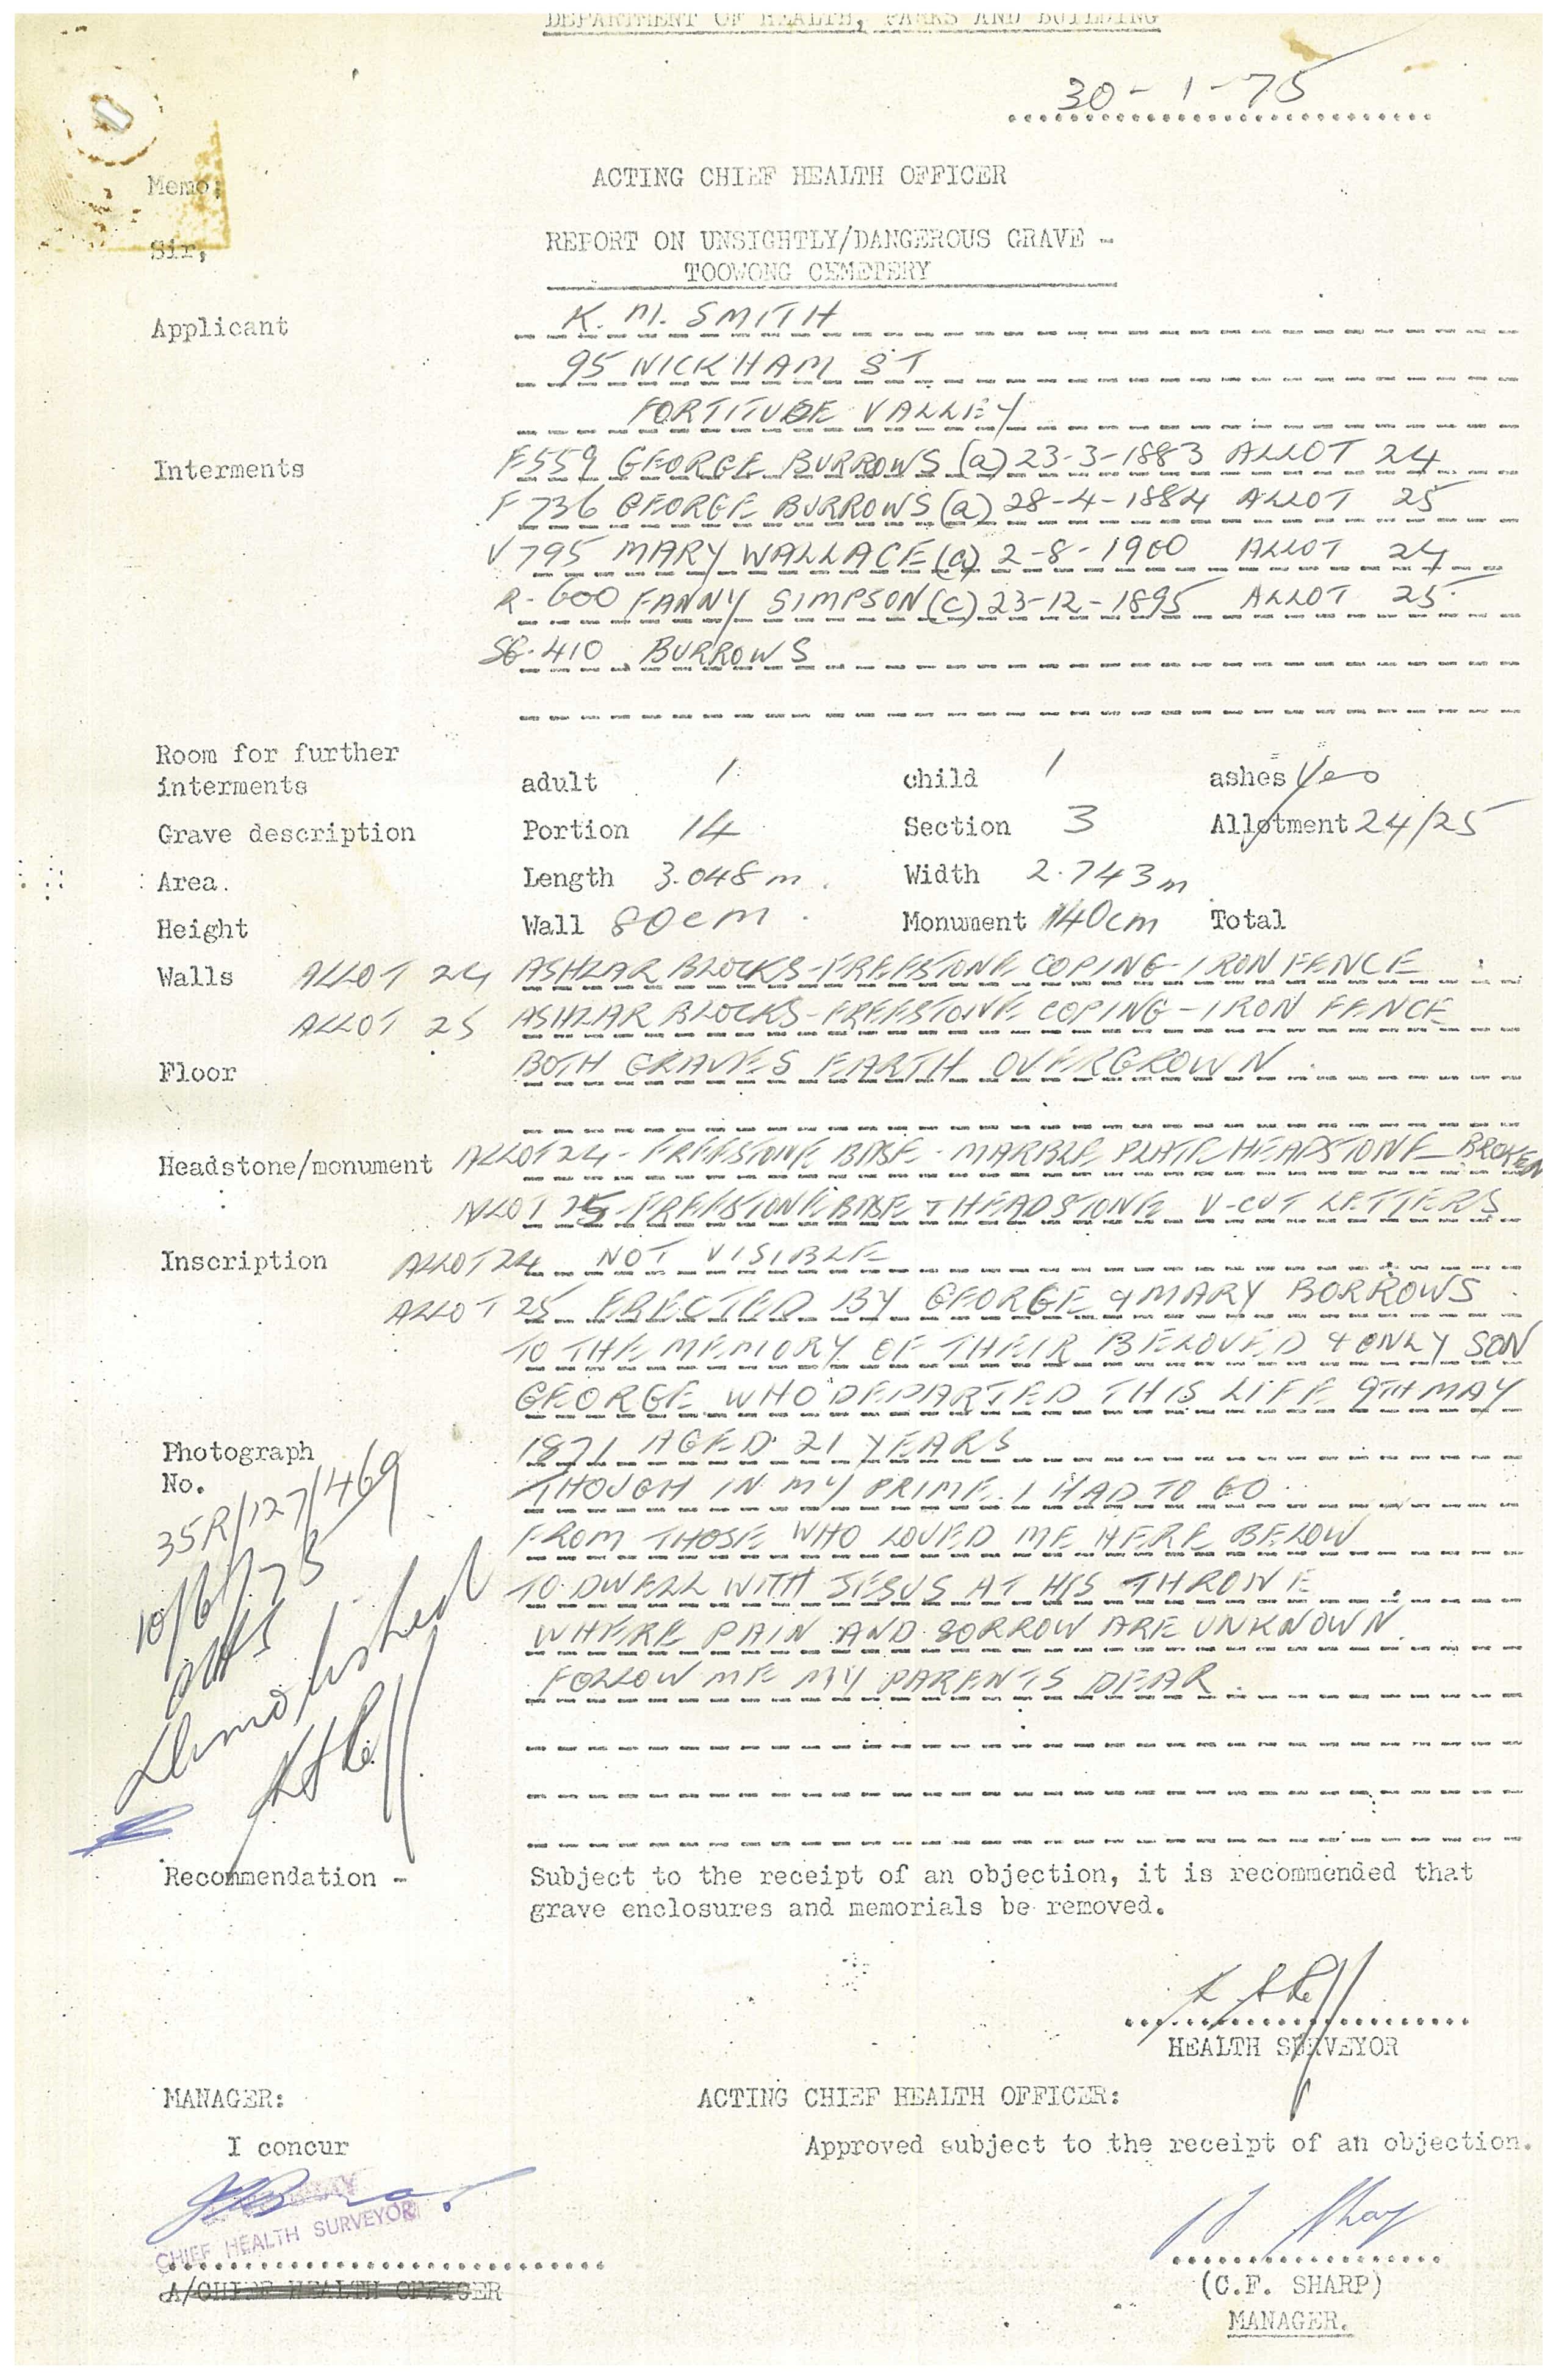 DEPARTMENT OF HEALTH, PARKS AND BUILDING
30-1-75
ACTING CHIEF HEALTH OFFICER
Memo;
Sir,
REPORT ON UNSIGHTLY/DANGEROUS GRAVE -
TOOWONG CEMETERY
Applicant K. M. SMITH
95 WICKHAM ST
FORTITUDE VALLEY
Interments F559 GEORGE BURROWS (a) 23-3-1883 ALLOT 24
F736 GEORGE BURROWS (a) 28-4-1884 ALLOT 25
V795 MARY WALLACE (a) 2-8-1900 ALLOT 24
R-600 FANNY SIMPSON (c) 23-12-1895 ALLOT 25
410 BURROWS
Room for further
interments adult 1 child 1 ashes Yes
Grave description Portion 14 Section 3 Allotment 24/25
Area. Length 3.048m Width 2.743m
Height Wall 80cm Monument 140cm Total
Walls ALLOT 24 ASHLAR BLOCKS-FREESTONE COPING-IRON FENCE
ALLOT 25 ASHLAR BLOCKS-FREESTONE COPING-IRON FENCE
Floor BOTH GRAVES EARTH OVERGROWN
Headstone/monument ALLOT 24 - FREESTONE BASE - MARBLE PLATE HEADSTONE BROKEN
ALLOT 25 - FREESTONE BASE + HEADSTONE V-CUT LETTERS
Inscription ALLOT 24 NOT VISIBLE
ALLOT 25 ERECTED BY GEORGE & MARY BORROWS
TO THE MEMORY OF THEIR BELOVED & ONLY SON
GEORGE WHO DEPARTED THIS LIFE 9TH MAY
Photograph 1871 AGED 21 YEARS
No. THOUGH IN MY PRIME I HAD TO GO
FROM THOSE WHO LOVED ME HERE BELOW
TO DWELL WITH JESUS AT HIS THRONE
WHERE PAIN AND SORROW ARE UNKNOWN.
FOLLOW ME MY PARENTS DEAR.
35R/127/469
10/6/75
Demolished
Recommendation - Subject to the receipt of an objection, it is recommended that
grave enclosures and memorials be removed.
HEALTH SURVEYOR
MANAGER: ACTING CHIEF HEALTH OFFICER:
I concur Approved subject to the receipt of an objection.
CHIEF HEALTH SURVEYOR
A/CHIEF HEALTH OFFICER
(C.F. SHARP)
MANAGER.